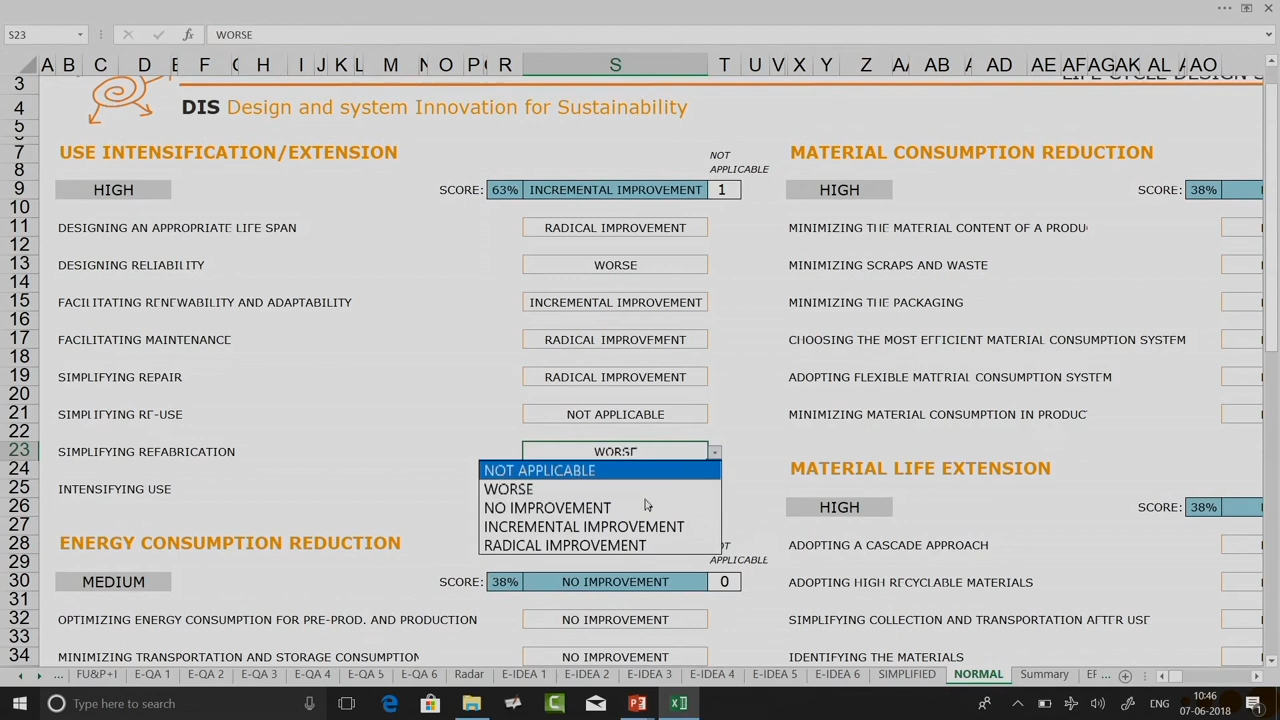 S23 WORSE
A B C D E F G H I J K L M N O P R S T U V X Y Z AB AD AE AF AG AK AL AO
3
4 DIS Design and system Innovation for Sustainability
5
7 USE INTENSIFICATION/EXTENSION NOT MATERIAL CONSUMPTION REDUCTION
8 APPLICABLE
9 HIGH SCORE: 63% INCREMENTAL IMPROVEMENT 1 HIGH SCORE: 38%
10
11 DESIGNING AN APPROPRIATE LIFE SPAN RADICAL IMPROVEMENT MINIMIZING THE MATERIAL CONTENT OF A PRODU
12
13 DESIGNING RELIABILITY WORSE MINIMIZING SCRAPS AND WASTE
14
15 FACILITATING RENEWABILITY AND ADAPTABILITY INCREMENTAL IMPROVEMENT MINIMIZING THE PACKAGING
16
17 FACILITATING MAINTENANCE RADICAL IMPROVEMENT CHOOSING THE MOST EFFICIENT MATERIAL CONSUMPTION SYSTEM
18
19 SIMPLIFYING REPAIR RADICAL IMPROVEMENT ADOPTING FLEXIBLE MATERIAL CONSUMPTION SYSTEM
20
21 SIMPLIFYING RE-USE NOT APPLICABLE MINIMIZING MATERIAL CONSUMPTION IN PRODUC
22
23 SIMPLIFYING REFABRICATION WORSE
24 NOT APPLICABLE MATERIAL LIFE EXTENSION
25 INTENSIFYING USE WORSE
26 NO IMPROVEMENT HIGH SCORE: 38%
27 INCREMENTAL IMPROVEMENT
28 ENERGY CONSUMPTION REDUCTION RADICAL IMPROVEMENT ADOPTING A CASCADE APPROACH
29 APPLICABLE
30 MEDIUM SCORE: 38% NO IMPROVEMENT 0 ADOPTING HIGH RECYCLABLE MATERIALS
31
32 OPTIMIZING ENERGY CONSUMPTION FOR PRE-PROD. AND PRODUCTION NO IMPROVEMENT SIMPLIFYING COLLECTION AND TRANSPORTATION AFTER USE
33
34 MINIMIZING TRANSPORTATION AND STORAGE CONSUMPTION NO IMPROVEMENT IDENTIFYING THE MATERIALS
... FU&P+I E-QA 1 E-QA 2 E-QA 3 E-QA 4 E-QA 5 E-QA 6 Radar E-IDEA 1 E-IDEA 2 E-IDEA 3 E-IDEA 4 E-IDEA 5 E-IDEA 6 SIMPLIFIED NORMAL Summary EF ...
Type here to search ENG 10:46
07-06-2018